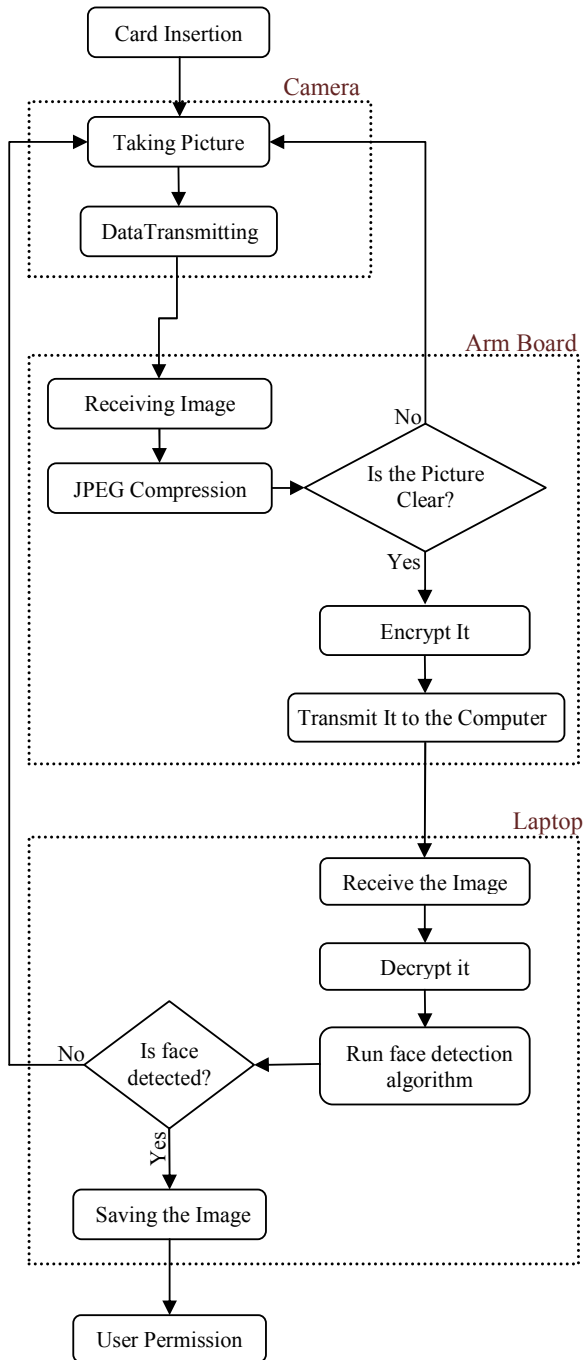 Card Insertion
Camera
Taking Picture
DataTransmitting
Arm Board
Receiving Image
No
JPEG Compression
Is the Picture
Clear?
Yes
Encrypt It
Transmit It to the Computer
Laptop
Receive the Image
Decrypt it
Run face detection
algorithm
No
Is face
detected?
Yes
Saving the Image
User Permission